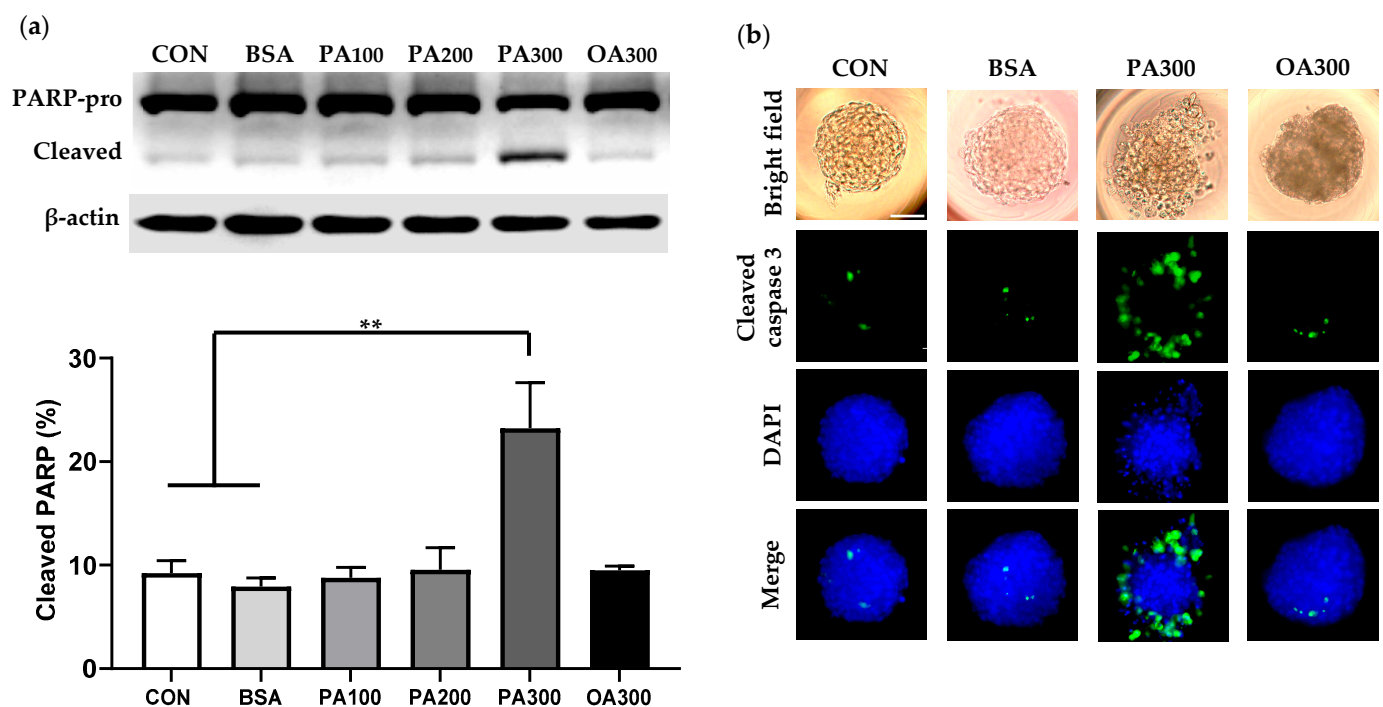 (a)
CON BSA PA100 PA200 PA300 OA300
PARP-pro
Cleaved
β-actin
**
Cleaved PARP (%)
30
20
10
0
CON BSA PA100 PA200 PA300 OA300
(b)
CON BSA PA300 OA300
Bright field
Cleaved
caspase 3
DAPI
Merge